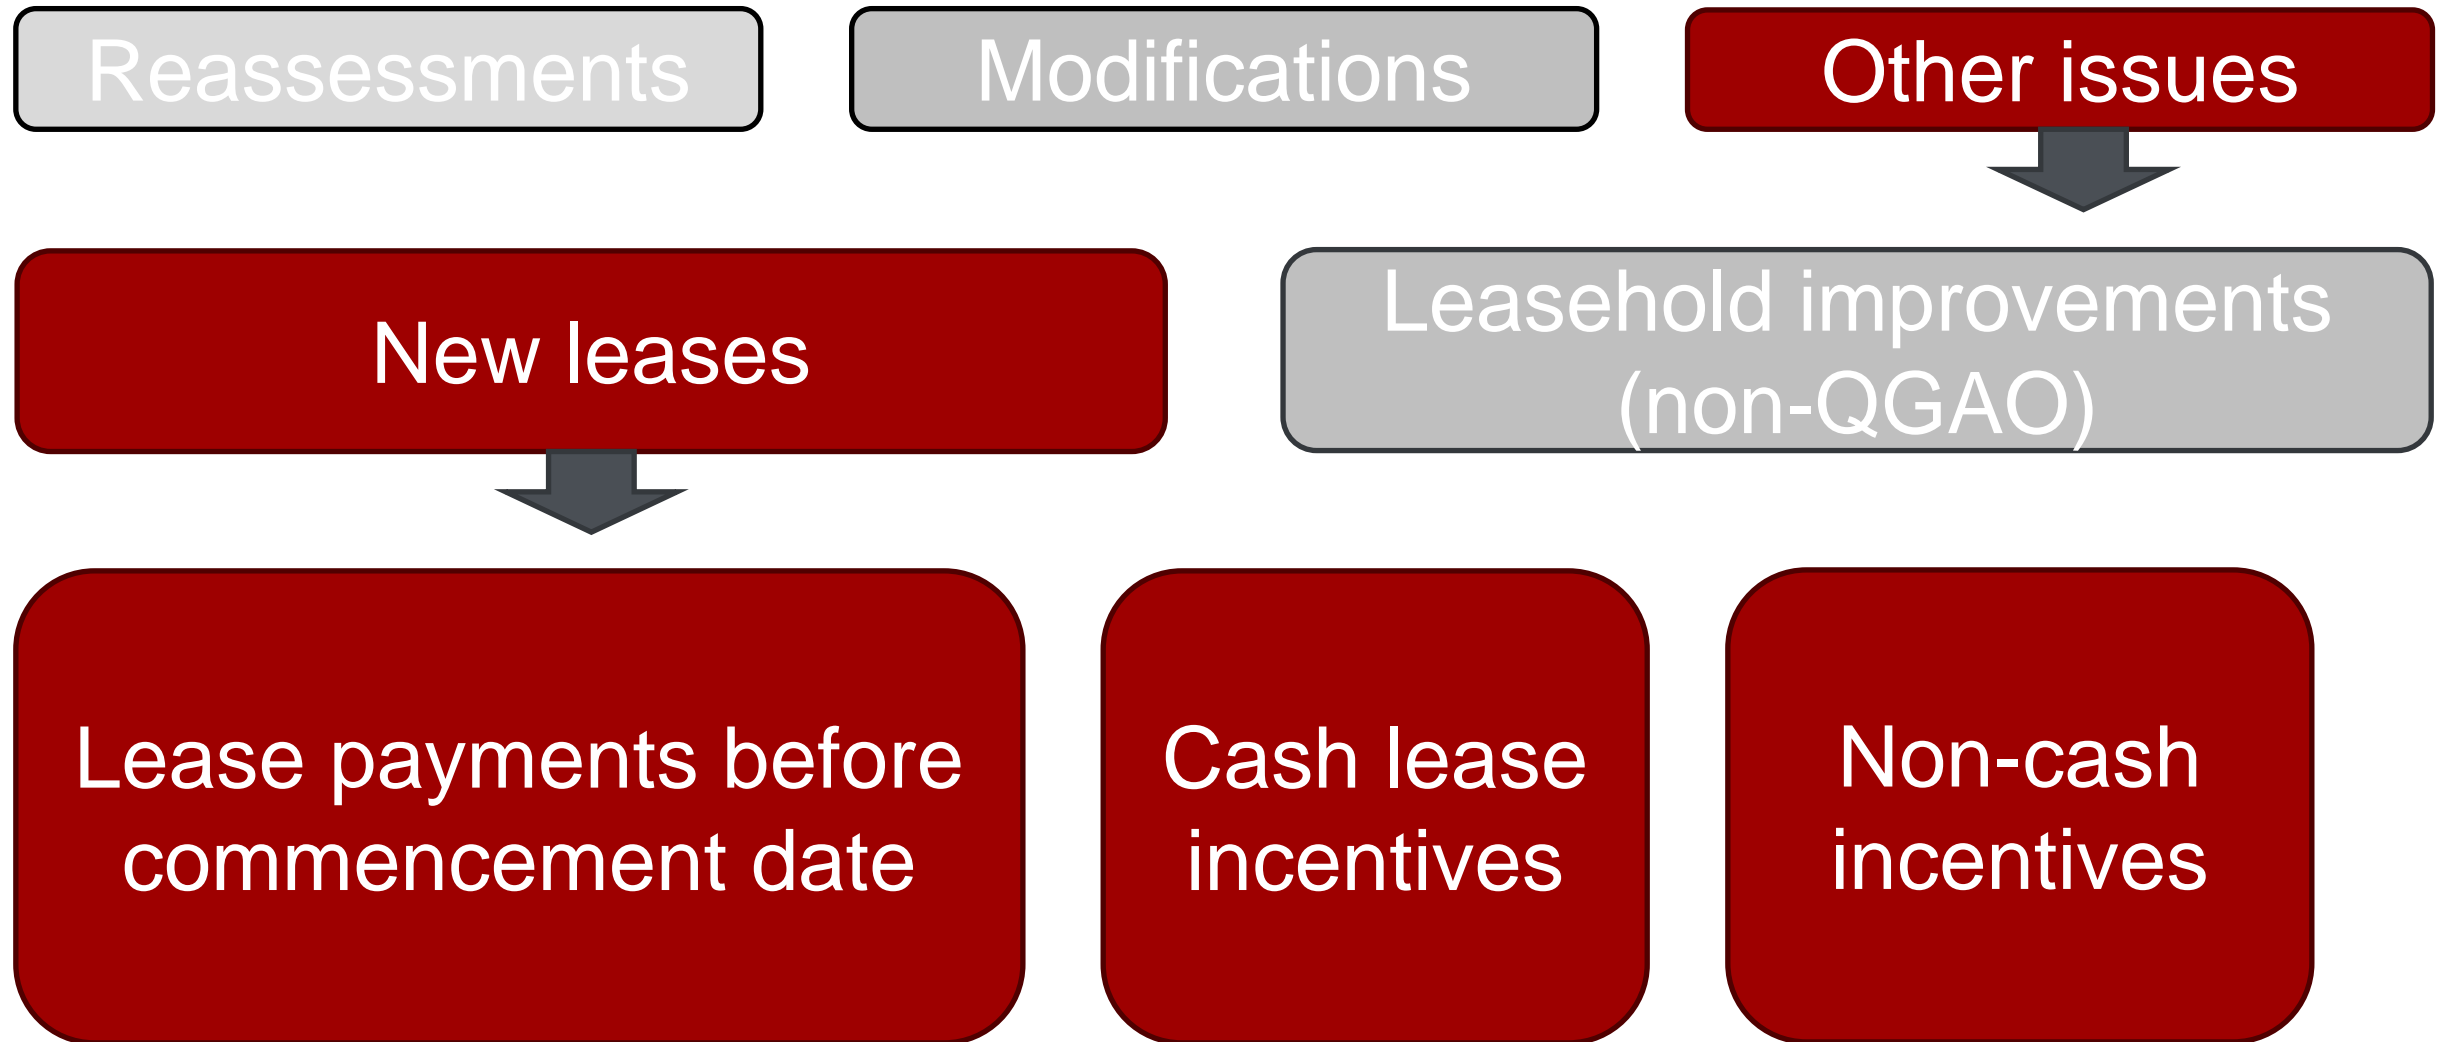 Reassessments
Modifications
Other issues
New leases
Leasehold improvements
(non-QGAO)
Lease payments before
commencement date
Cash lease
incentives
Non-cash
incentives